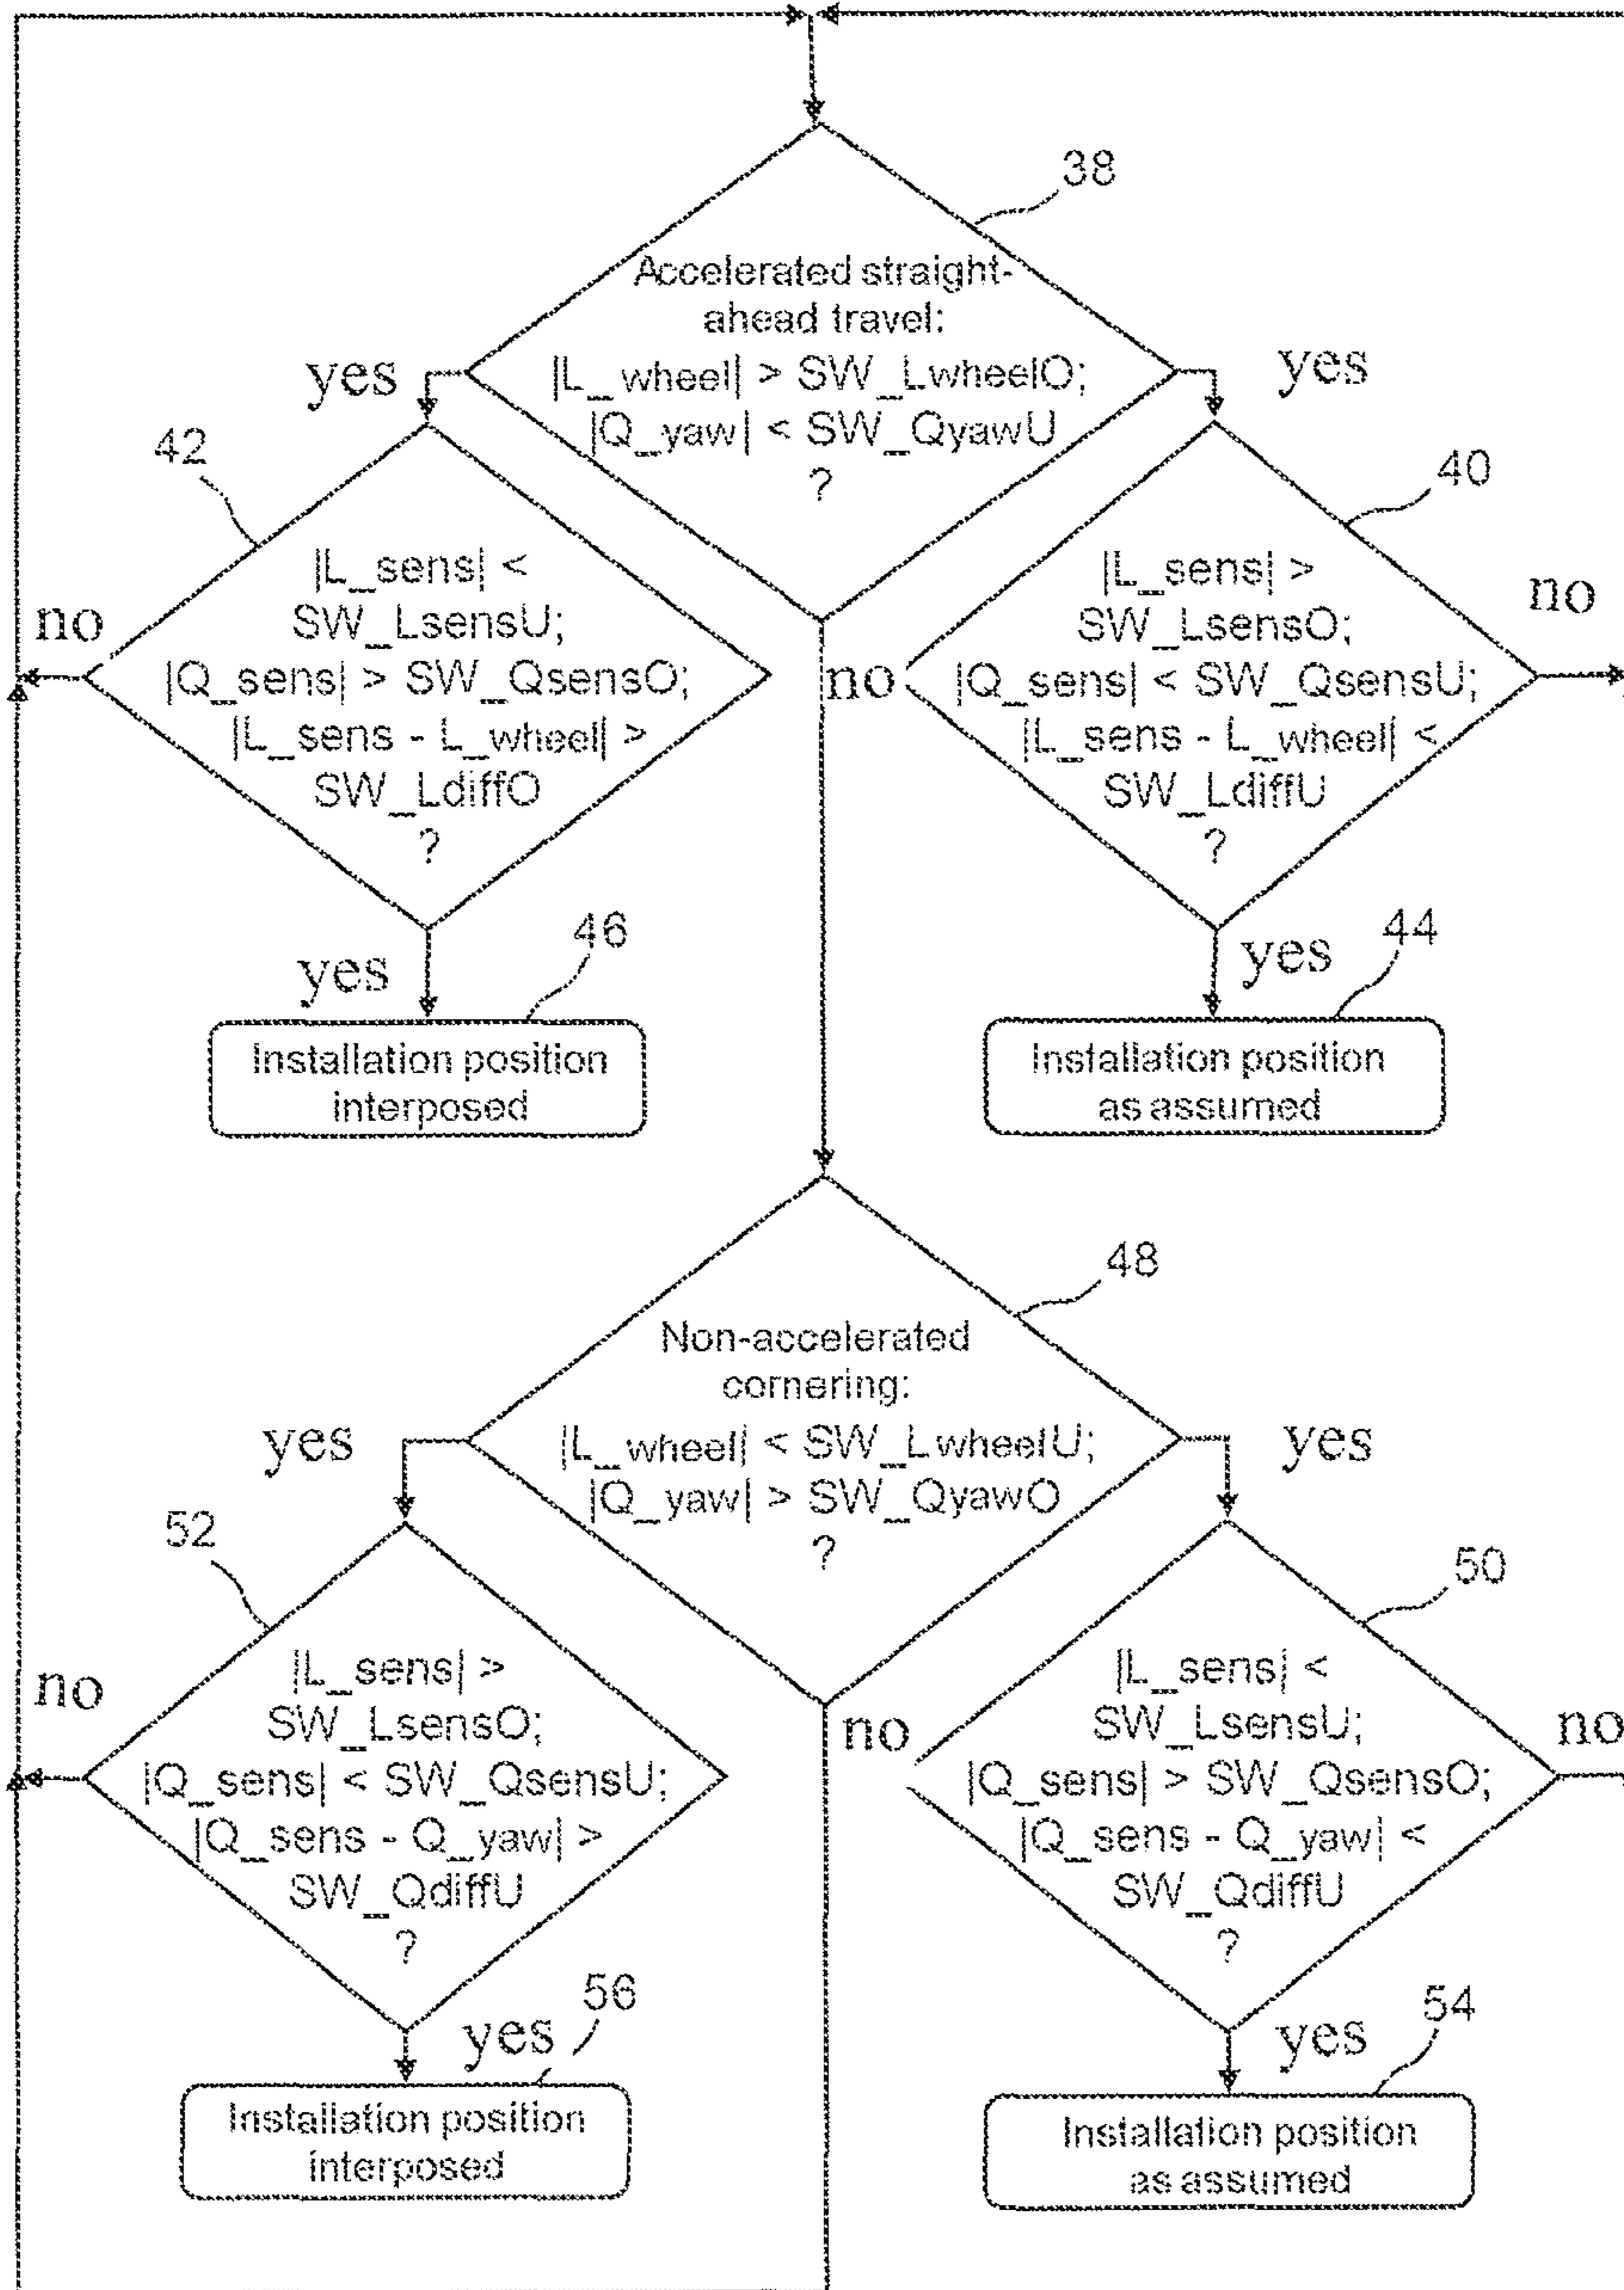 38
Accelerated straight-
ahead travel:
|L_wheel| > SW_LwheelO;
|Q_yaw| < SW_QyawU
?
yes
yes
42
|L_sens| <
SW_LsensU;
|Q_sens| > SW_QsensO;
|L_sens - L_wheel| >
SW_LdiffO
?
no
no
40
|L_sens| >
SW_LsensO;
|Q_sens| < SW_QsensU;
|L_sens - L_wheel| <
SW_LdiffU
?
no
yes
46
Installation position
interposed
yes
44
Installation position
as assumed
48
Non-accelerated
cornering:
|L_wheel| < SW_LwheelU;
|Q_yaw| > SW_QyawO
?
yes
yes
52
|L_sens| >
SW_LsensO;
|Q_sens| < SW_QsensU;
|Q_sens - Q_yaw| >
SW_QdiffU
?
no
no
50
|L_sens| <
SW_LsensU;
|Q_sens| > SW_QsensO;
|Q_sens - Q_yaw| <
SW_QdiffU
?
no
yes
56
Installation position
interposed
yes
54
Installation position
as assumed